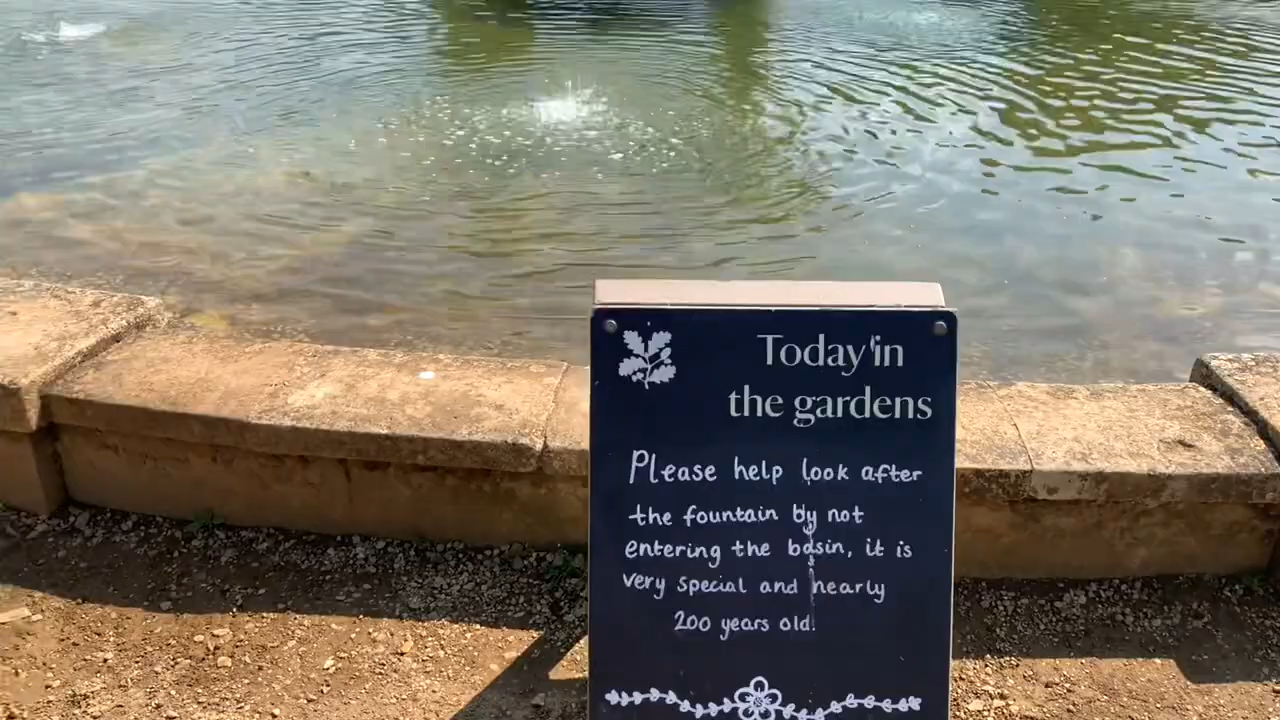 Today in
the gardens
Please help look after
the fountain by not
entering the basin, it is
very special and nearly
200 years old.